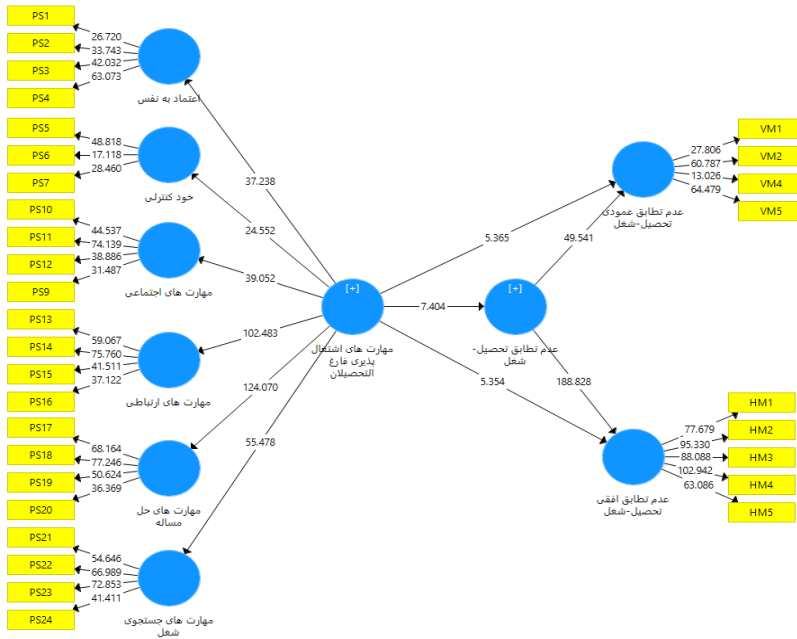 PS1
PS2
PS3
PS4
26.720
33.743
42.032
63.073
اعتماد به نفس
PS5
PS6
PS7
48.818
17.118
28.460
خود کنترلی
PS10
PS11
PS12
PS9
44.537
74.139
38.886
31.487
مهارت های اجتماعی
PS13
PS14
PS15
PS16
59.067
75.760
41.511
37.122
مهارت های ارتباطی
PS17
PS18
PS19
PS20
68.164
77.246
50.624
36.369
مهارت های حل
مساله
PS21
PS22
PS23
PS24
54.646
66.989
72.853
41.411
مهارت های جستجوی
شغل
37.238
24.552
39.052
102.483
124.070
55.478
[+]
مهارت های اشتغال
پذیری فارغ
التحصیلان
5.365
7.404
5.354
[+]
عدم تطابق تحصیل-
شغل
49.541
188.828
عدم تطابق عمودی
تحصیل-شغل
27.806
60.787
13.026
64.479
VM1
VM2
VM4
VM5
عدم تطابق افقی
تحصیل-شغل
77.679
95.330
88.088
102.942
63.086
HM1
HM2
HM3
HM4
HM5